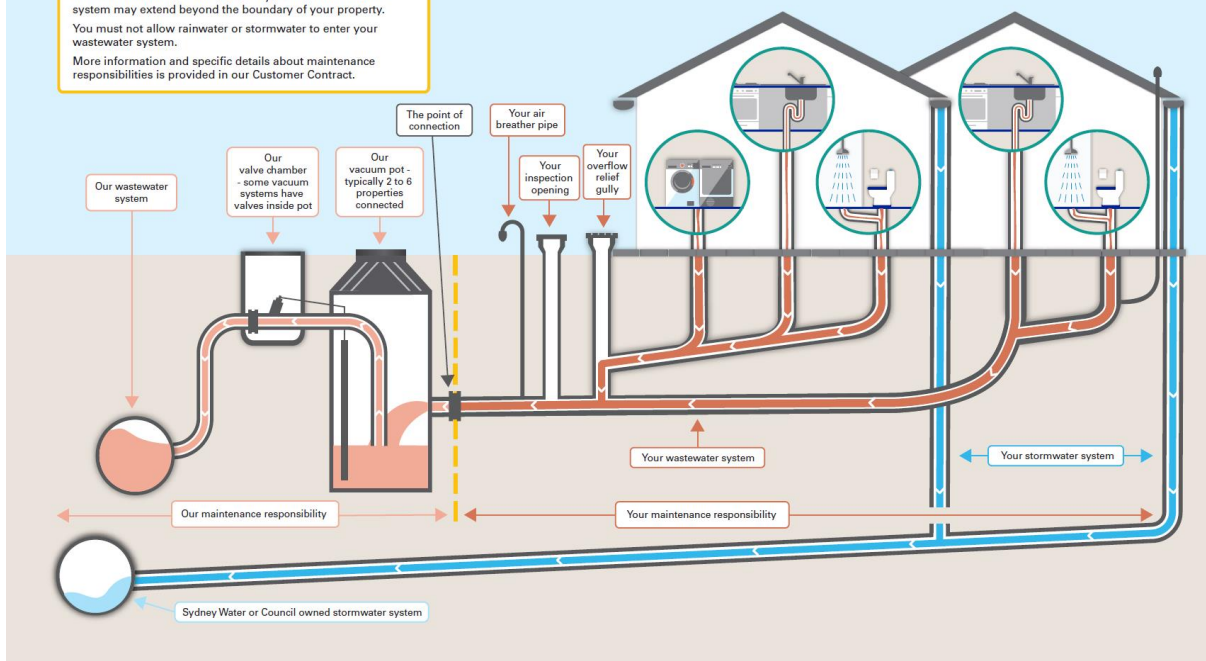 system may extend beyond the boundary of your property.
You must not allow rainwater or stormwater to enter your
wastewater system.
More information and specific details about maintenance
responsibilities is provided in our Customer Contract.
The point of
connection
Your air
breather pipe
Our wastewater
system
Our
valve chamber
- some vacuum
systems have
valves inside pot
Our
vacuum pot -
typically 2 to 6
properties
connected
Your
inspection
opening
Your
overflow
relief
gully
Your wastewater system
Your stormwater system
Our maintenance responsibility
Your maintenance responsibility
Sydney Water or Council owned stormwater system